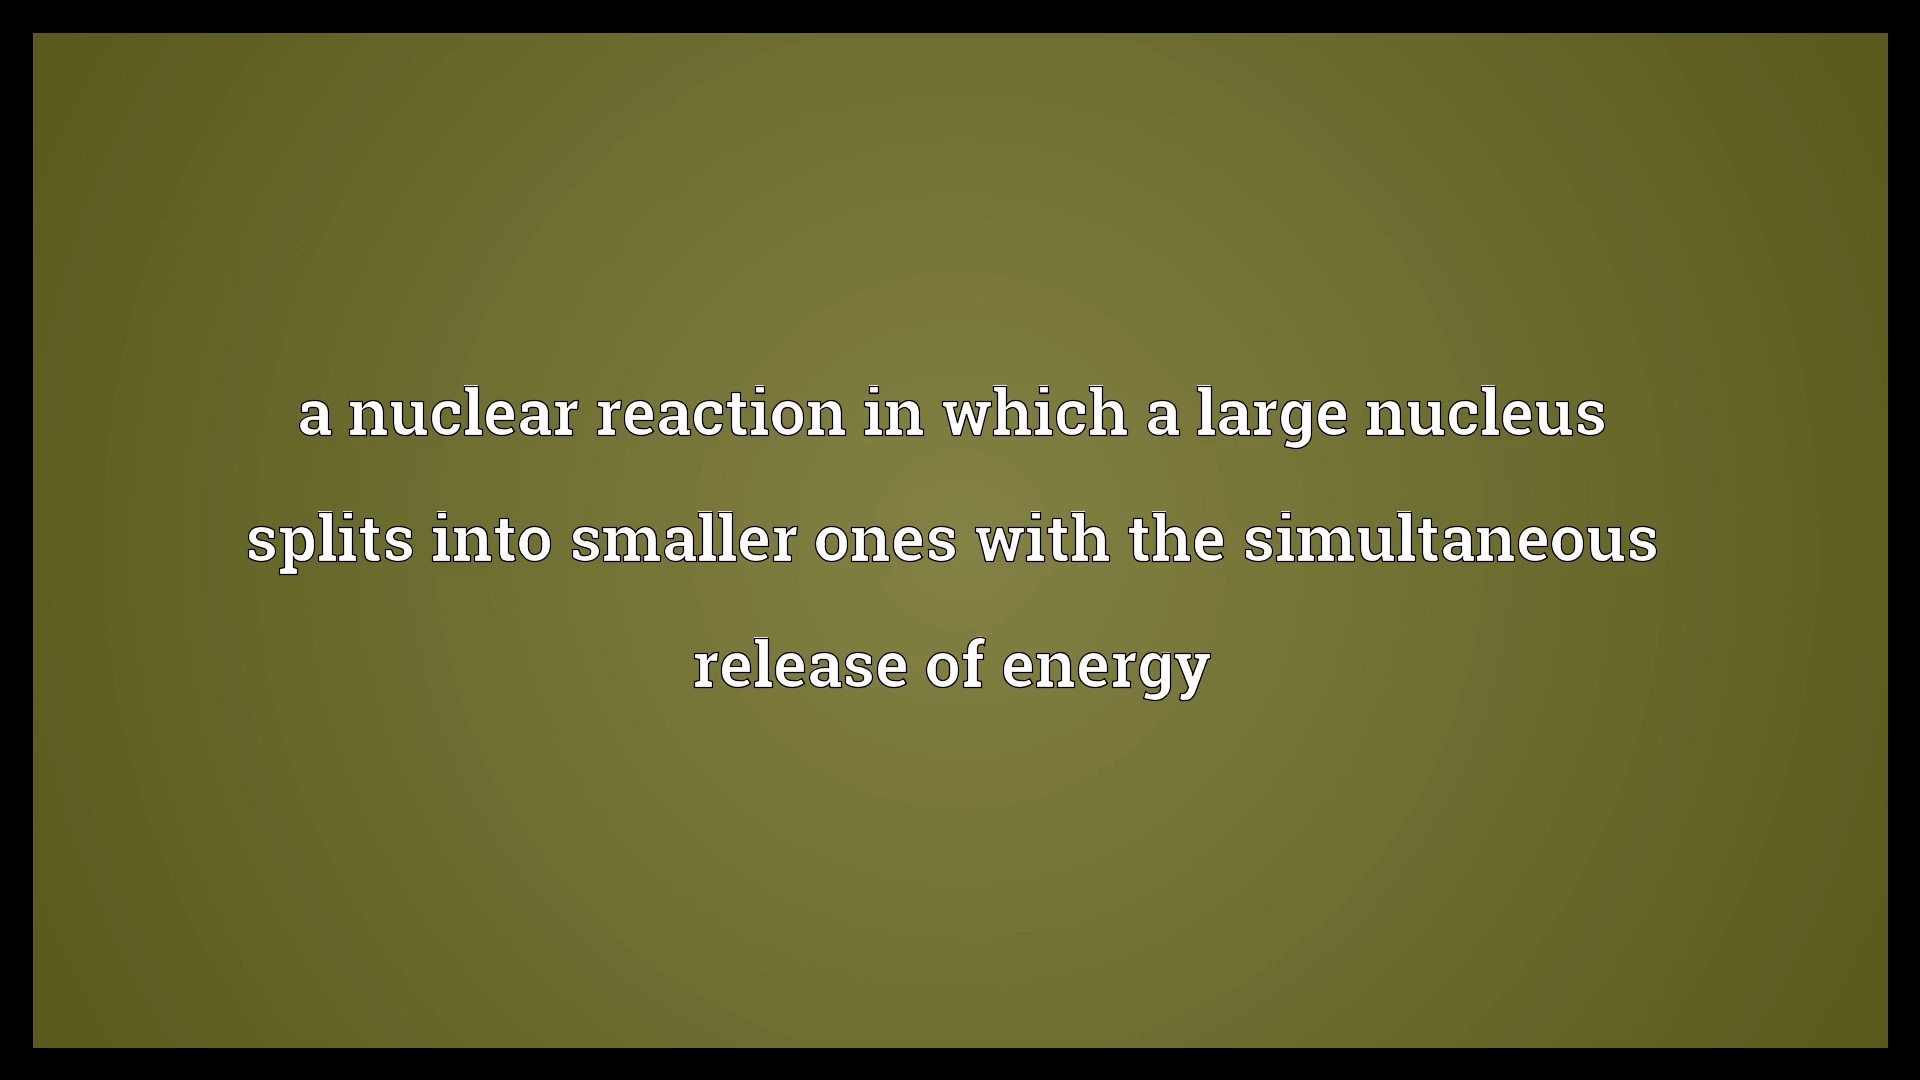 a nuclear reaction in which a large nucleus
splits into smaller ones with the simultaneous
release of energy